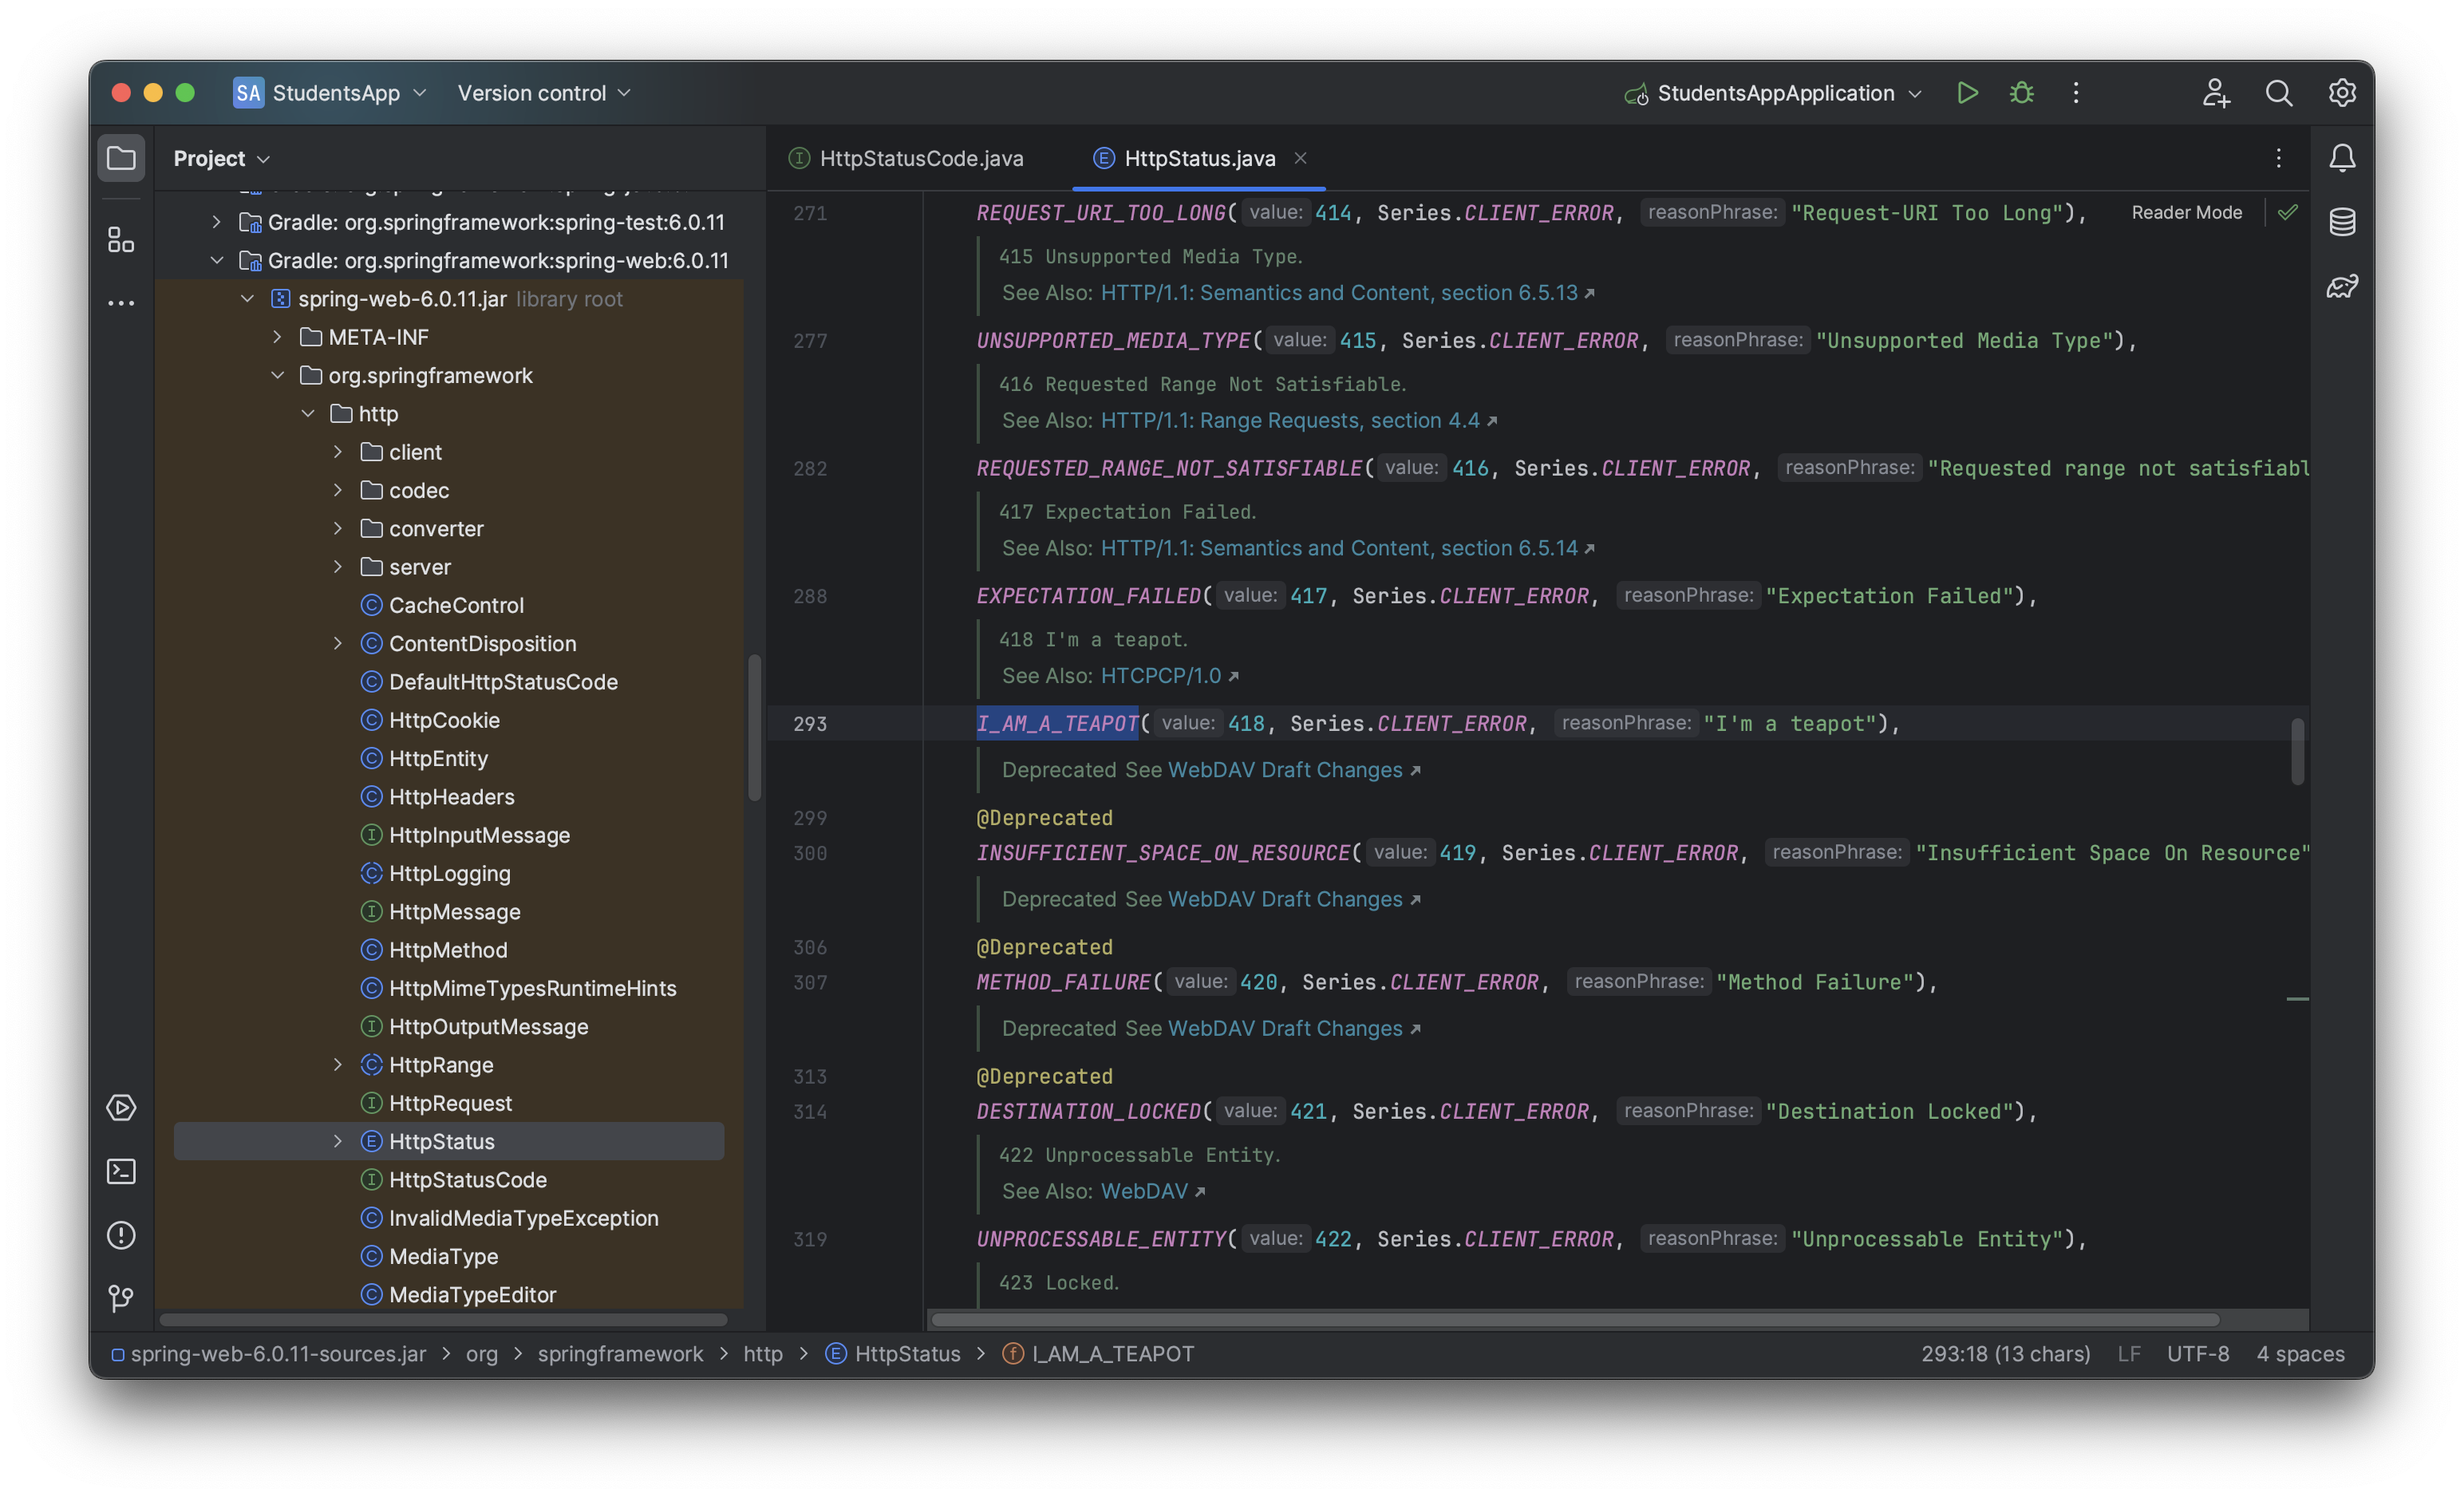 SA StudentsApp Version control StudentsAppApplication
Project
HttpStatusCode.java HttpStatus.java
Gradle: org.springframework:spring-test:6.0.11
Gradle: org.springframework:spring-web:6.0.11
spring-web-6.0.11.jar library root
META-INF
org.springframework
http
client
codec
converter
server
CacheControl
ContentDisposition
DefaultHttpStatusCode
HttpCookie
HttpEntity
HttpHeaders
HttpInputMessage
HttpLogging
HttpMessage
HttpMethod
HttpMimeTypesRuntimeHints
HttpOutputMessage
HttpRange
HttpRequest
HttpStatus
HttpStatusCode
InvalidMediaTypeException
MediaType
MediaTypeEditor
Reader Mode
271 REQUEST_URI_TOO_LONG( value: 414, Series.CLIENT_ERROR, reasonPhrase: "Request-URI Too Long"),
415 Unsupported Media Type.
See Also: HTTP/1.1: Semantics and Content, section 6.5.13
277 UNSUPPORTED_MEDIA_TYPE( value: 415, Series.CLIENT_ERROR, reasonPhrase: "Unsupported Media Type"),
416 Requested Range Not Satisfiable.
See Also: HTTP/1.1: Range Requests, section 4.4
282 REQUESTED_RANGE_NOT_SATISFIABLE( value: 416, Series.CLIENT_ERROR, reasonPhrase: "Requested range not satisfiabl
417 Expectation Failed.
See Also: HTTP/1.1: Semantics and Content, section 6.5.14
288 EXPECTATION_FAILED( value: 417, Series.CLIENT_ERROR, reasonPhrase: "Expectation Failed"),
418 I'm a teapot.
See Also: HTCPCP/1.0
293 I_AM_A_TEAPOT( value: 418, Series.CLIENT_ERROR, reasonPhrase: "I'm a teapot"),
Deprecated See WebDAV Draft Changes
299 @Deprecated
300 INSUFFICIENT_SPACE_ON_RESOURCE( value: 419, Series.CLIENT_ERROR, reasonPhrase: "Insufficient Space On Resource"
Deprecated See WebDAV Draft Changes
306 @Deprecated
307 METHOD_FAILURE( value: 420, Series.CLIENT_ERROR, reasonPhrase: "Method Failure"),
Deprecated See WebDAV Draft Changes
313 @Deprecated
314 DESTINATION_LOCKED( value: 421, Series.CLIENT_ERROR, reasonPhrase: "Destination Locked"),
422 Unprocessable Entity.
See Also: WebDAV
319 UNPROCESSABLE_ENTITY( value: 422, Series.CLIENT_ERROR, reasonPhrase: "Unprocessable Entity"),
423 Locked.
spring-web-6.0.11-sources.jar > org > springframework > http > HttpStatus > I_AM_A_TEAPOT 293:18 (13 chars) LF UTF-8 4 spaces